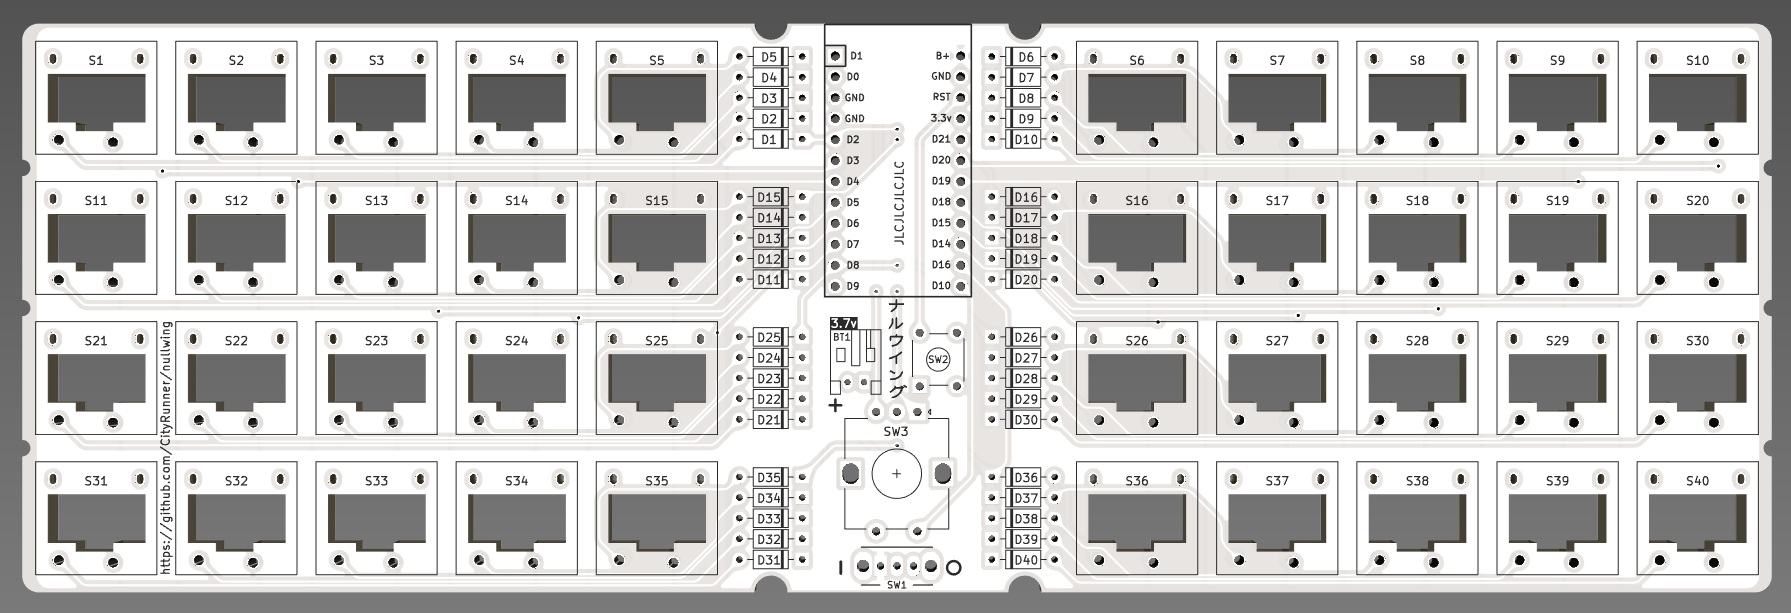 S1 S2 S3 S4 S5 D5 D1 B+ D6 S6 S7 S8 S9 S10
D4 D0 GND D7
D3 GND RST D8
D2 GND 3.3v D9
D1 D2 D21 D10
D3 D20
D4 D19
S11 S12 S13 S14 S15 D15 D5 D18 D16 S16 S17 S18 S19 S20
D14 D6 D15 D17
D13 D7 D14 D18
D12 D8 D16 D19
D11 D9 D10 D20
JLCJLCJLCJLC
ナルウイング
3.7v
S21 S22 S23 S24 S25 D25 BT1 D26 S26 S27 S28 S29 S30
D24 SW2 D27
D23 D28
D22 + D29
D21 D30
SW3
S31 S32 S33 S34 S35 D35 D36 S36 S37 S38 S39 S40
D34 D37
D33 D38
D32 D39
D31 I O D40
SW1
https://github.com/CityRunner/nullwing